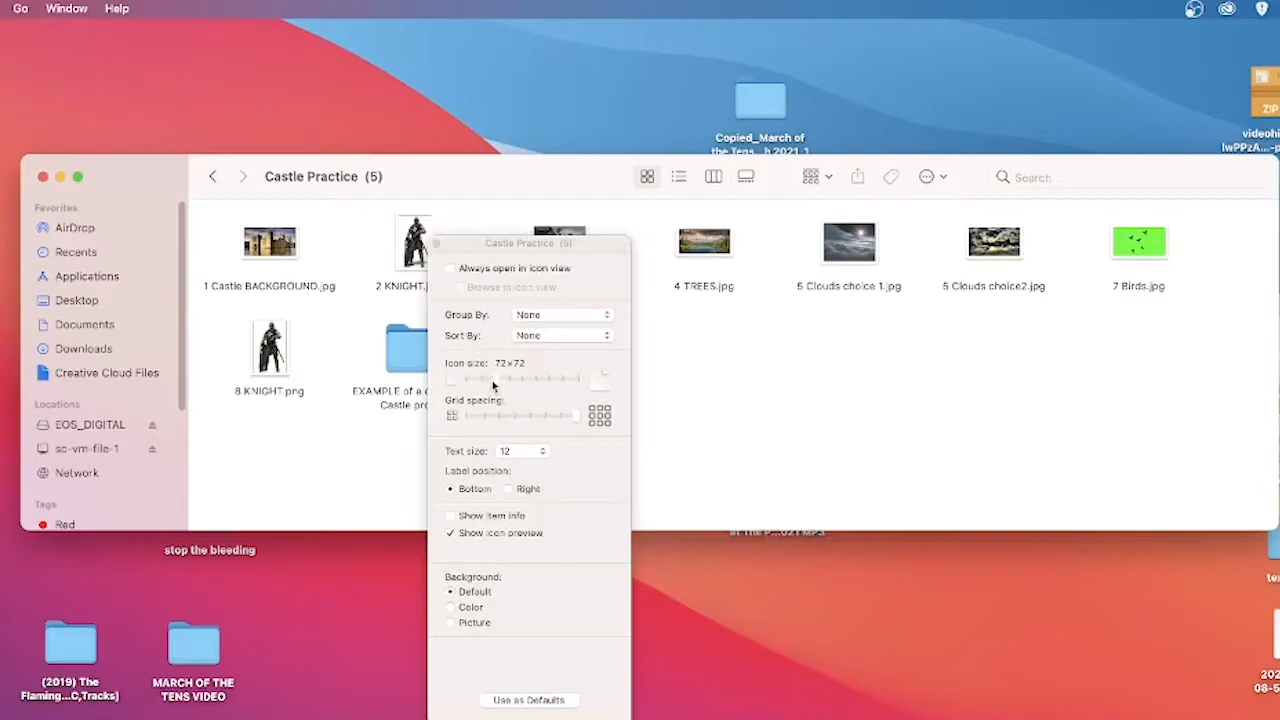 Go Window Help
Copied_March of
the Tens...h 2021 1
ZIP
Castle Practice (5)
Search
Favorites
AirDrop
Recents
Applications
Desktop
Documents
Downloads
Creative Cloud Files
Locations
EOS_DIGITAL
sc-vm-file-1
Network
Tags
Red
1 Castle BACKGROUND.jpg
2 KNIGHT.j
4 TREES.jpg
5 Clouds choice 1.jpg
5 Clouds choice2.jpg
7 Birds.jpg
8 KNIGHT png
EXAMPLE of a
Castle pro
Castle Practice (5)
Always open in icon view
Browse in icon view
Group By: None
Sort By: None
Icon size: 72×72
Grid spacing:
Text size: 12
Label position:
Bottom Right
Show item info
Show icon preview
Background:
Default
Color
Picture
Use as Defaults
stop the bleeding
(2019) The
Flaming...C,Tracks]
MARCH OF THE
TENS VIDEO